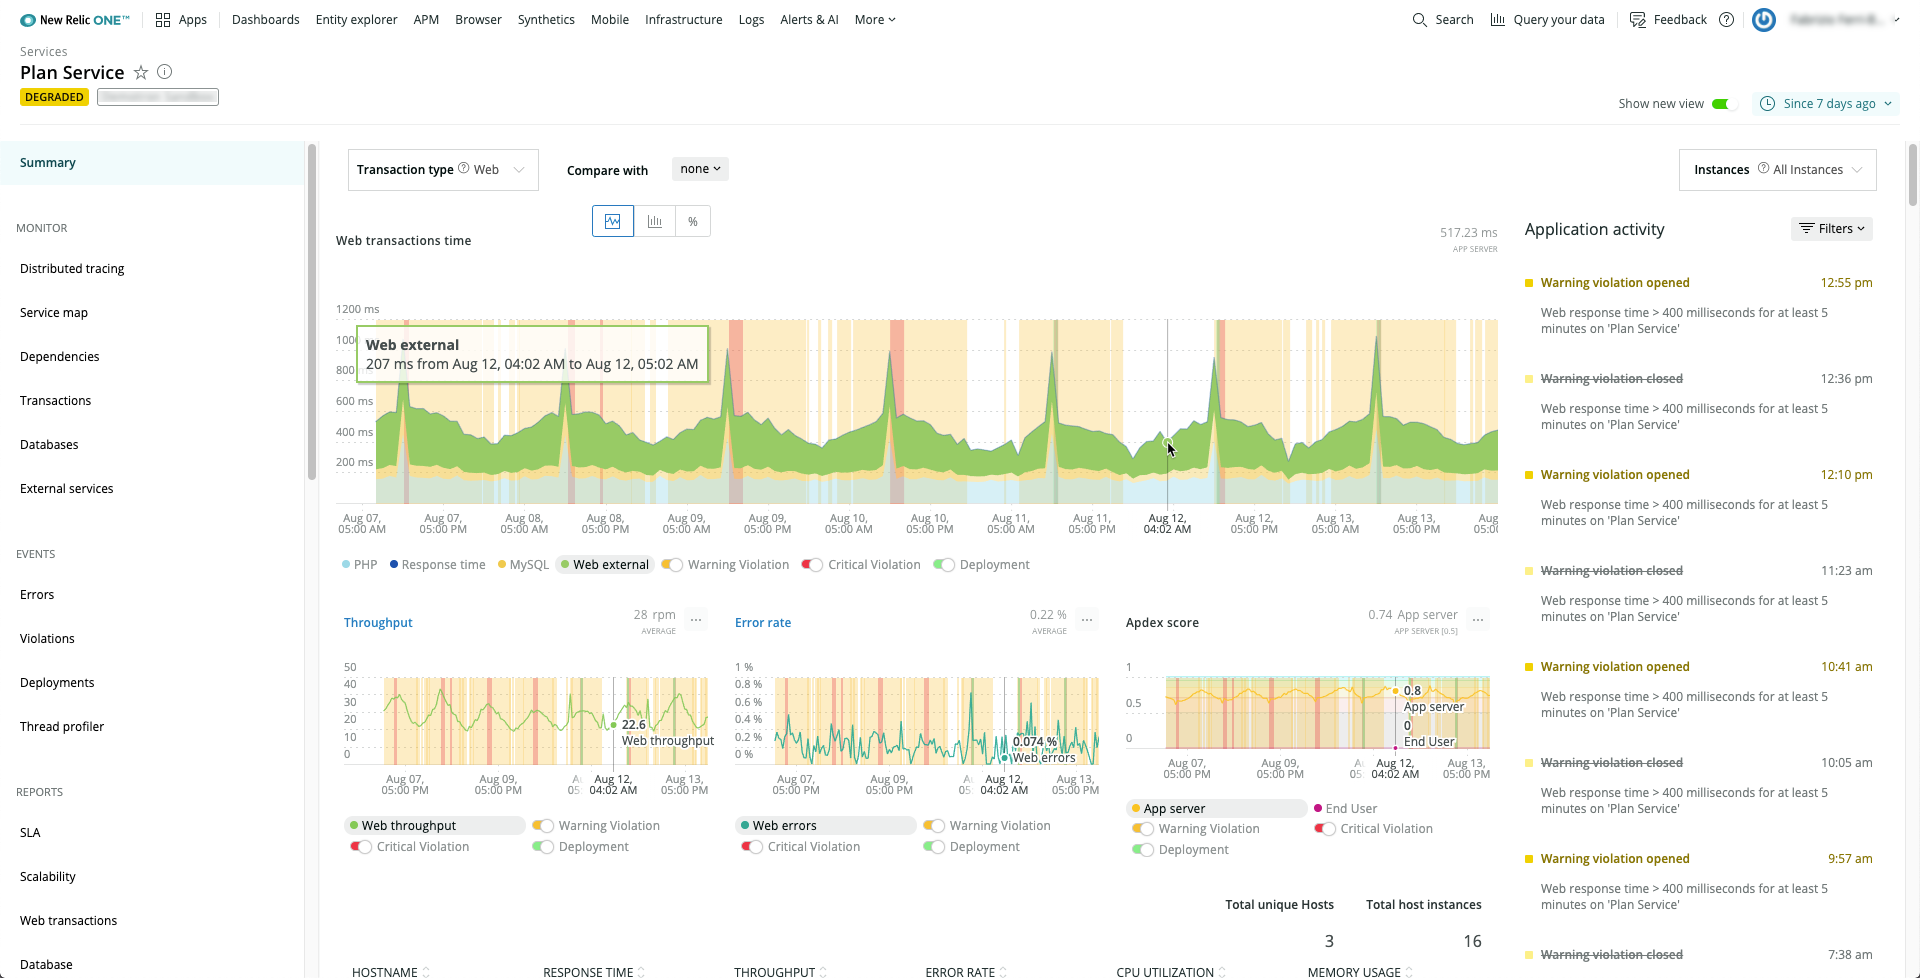 New Relic ONE™
Apps
Dashboards
Entity explorer
APM
Browser
Synthetics
Mobile
Infrastructure
Logs
Alerts & AI
More
Search
Query your data
Feedback
Services
Plan Service
DEGRADED
Show new view
Since 7 days ago
Summary
MONITOR
Distributed tracing
Service map
Dependencies
Transactions
Databases
External services
EVENTS
Errors
Violations
Deployments
Thread profiler
REPORTS
SLA
Scalability
Web transactions
Database
Transaction type ? Web
Compare with
none
Instances ? All Instances
%
Web transactions time
517.23 ms
APP SERVER
1200 ms
1000
800
600 ms
400 ms
200 ms
Web external
207 ms from Aug 12, 04:02 AM to Aug 12, 05:02 AM
Aug 07,
05:00 AM
Aug 07,
05:00 PM
Aug 08,
05:00 AM
Aug 08,
05:00 PM
Aug 09,
05:00 AM
Aug 09,
05:00 PM
Aug 10,
05:00 AM
Aug 10,
05:00 PM
Aug 11,
05:00 AM
Aug 11,
05:00 PM
Aug 12,
04:02 AM
Aug 12,
05:00 PM
Aug 13,
05:00 AM
Aug 13,
05:00 PM
Aug
05:0
PHP
Response time
MySQL
Web external
Warning Violation
Critical Violation
Deployment
Throughput
28 rpm
AVERAGE
...
50
40
30
20
10
0
22.6
Web throughput
Aug 07,
05:00 PM
Aug 09,
05:00 PM
A
05:
Aug 12,
04:02 AM
Aug 13,
05:00 PM
Web throughput
Warning Violation
Critical Violation
Deployment
Error rate
0.22 %
AVERAGE
...
1 %
0.8 %
0.6 %
0.4 %
0.2 %
0 %
0.074 %
Web errors
Aug 07,
05:00 PM
Aug 09,
05:00 PM
A
05:
Aug 12,
04:02 AM
Aug 13,
05:00 PM
Web errors
Warning Violation
Critical Violation
Deployment
Apdex score
0.74 App server
APP SERVER [0.5]
...
1
0.5
0
0.8
App server
0
End User
Aug 07,
05:00 PM
Aug 09,
05:00 PM
A
05:
Aug 12,
04:02 AM
Aug 13,
05:00 PM
App server
End User
Warning Violation
Critical Violation
Deployment
Total unique Hosts
Total host instances
3
16
HOSTNAME
RESPONSE TIME
THROUGHPUT
ERROR RATE
CPU UTILIZATION
MEMORY USAGE
Application activity
Filters
Warning violation opened
12:55 pm
Web response time > 400 milliseconds for at least 5
minutes on 'Plan Service'
Warning violation closed
12:36 pm
Web response time > 400 milliseconds for at least 5
minutes on 'Plan Service'
Warning violation opened
12:10 pm
Web response time > 400 milliseconds for at least 5
minutes on 'Plan Service'
Warning violation closed
11:23 am
Web response time > 400 milliseconds for at least 5
minutes on 'Plan Service'
Warning violation opened
10:41 am
Web response time > 400 milliseconds for at least 5
minutes on 'Plan Service'
Warning violation closed
10:05 am
Web response time > 400 milliseconds for at least 5
minutes on 'Plan Service'
Warning violation opened
9:57 am
Web response time > 400 milliseconds for at least 5
minutes on 'Plan Service'
Warning violation closed
7:38 am